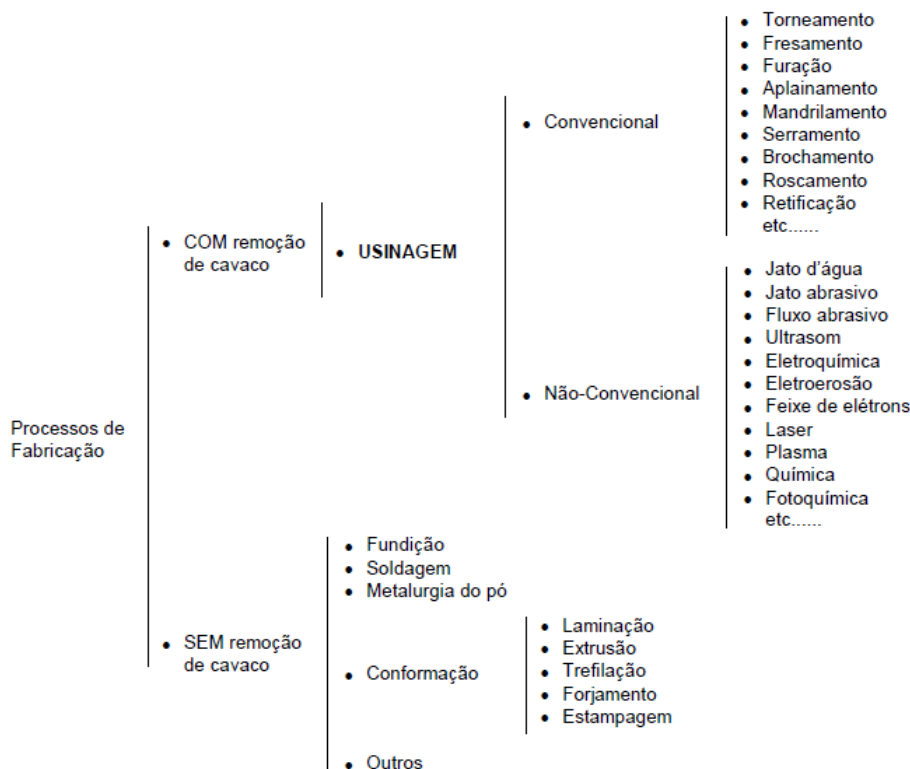 Processos de
Fabricação
• COM remoção
de cavaco
• USINAGEM
• Convencional
• Torneamento
• Fresamento
• Furação
• Aplainamento
• Mandrilamento
• Serramento
• Brochamento
• Roscamento
• Retificação
etc......
• Não-Convencional
• Jato d'água
• Jato abrasivo
• Fluxo abrasivo
• Ultrasom
• Eletroquímica
• Eletroerosão
• Feixe de elétrons
• Laser
• Plasma
• Química
• Fotoquímica
etc......
• SEM remoção
de cavaco
• Fundição
• Soldagem
• Metalurgia do pó
• Conformação
• Laminação
• Extrusão
• Trefilação
• Forjamento
• Estampagem
• Outros